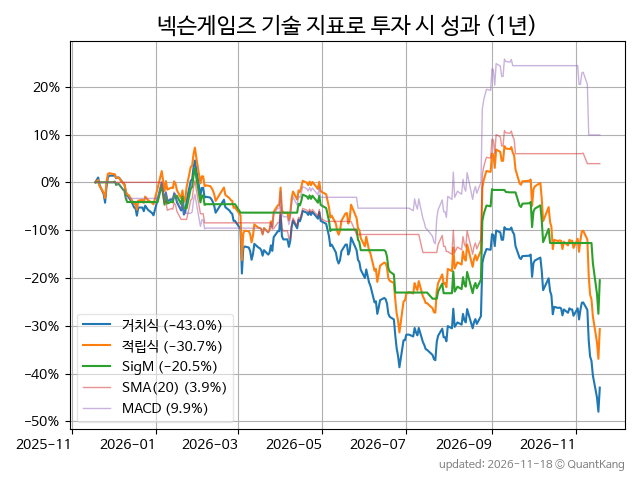 넥슨게임즈 기술 지표로 투자 시 성과 (1년)
20%
10%
0%
−10%
−20%
−30%
−40%
−50%
거치식 (−43.0%)
적립식 (−30.7%)
SigM (−20.5%)
SMA(20) (3.9%)
MACD (9.9%)
2025-11
2026-01
2026-03
2026-05
2026-07
2026-09
2026-11
updated: 2026-11-18 © QuantKang